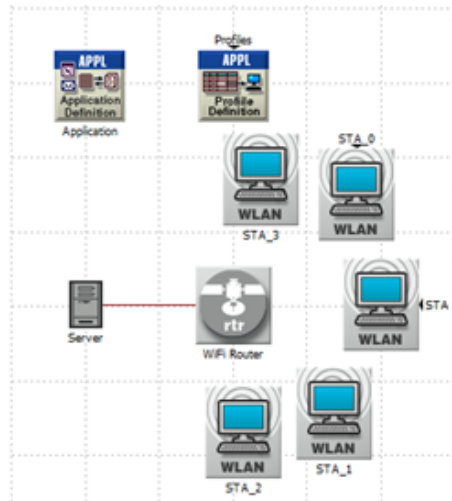 Profiles
APPL
Application
Definition
Application
APPL
Profile
Definition
STA_0
WLAN
STA_3
WLAN
Server
rtr
WiFi Router
STA
WLAN
WLAN
STA_2
WLAN
STA_1